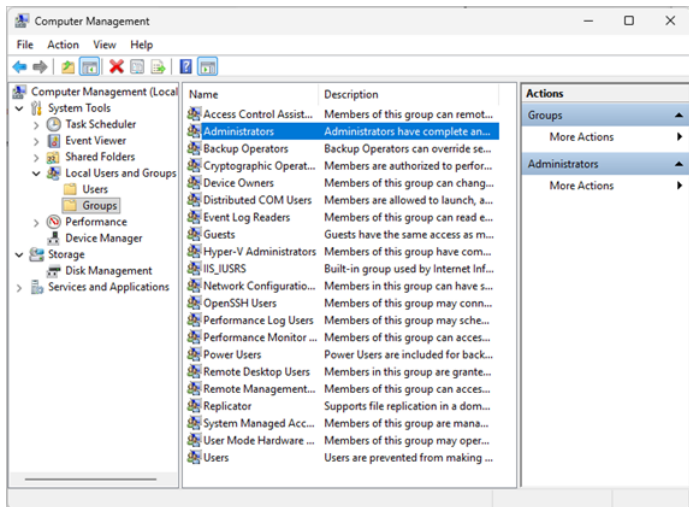 Computer Management
File Action View Help
Computer Management (Local
System Tools
Task Scheduler
Event Viewer
Shared Folders
Local Users and Groups
Users
Groups
Performance
Device Manager
Storage
Disk Management
Services and Applications
Name Description
Access Control Assist... Members of this group can remot...
Administrators Administrators have complete an...
Backup Operators Backup Operators can override se...
Cryptographic Operat... Members are authorized to perfor...
Device Owners Members of this group can chang...
Distributed COM Users Members are allowed to launch, a...
Event Log Readers Members of this group can read e...
Guests Guests have the same access as m...
Hyper-V Administrators Members of this group have com...
IIS_IUSRS Built-in group used by Internet Inf...
Network Configuratio... Members in this group can have s...
OpenSSH Users Members of this group may conn...
Performance Log Users Members of this group may sche...
Performance Monitor ... Members of this group can acces...
Power Users Power Users are included for back...
Remote Desktop Users Members in this group are grante...
Remote Management... Members of this group can acces...
Replicator Supports file replication in a dom...
System Managed Acc... Members of this group are mana...
User Mode Hardware ... Members of this group may oper...
Users Users are prevented from making ...
Actions
Groups
More Actions
Administrators
More Actions